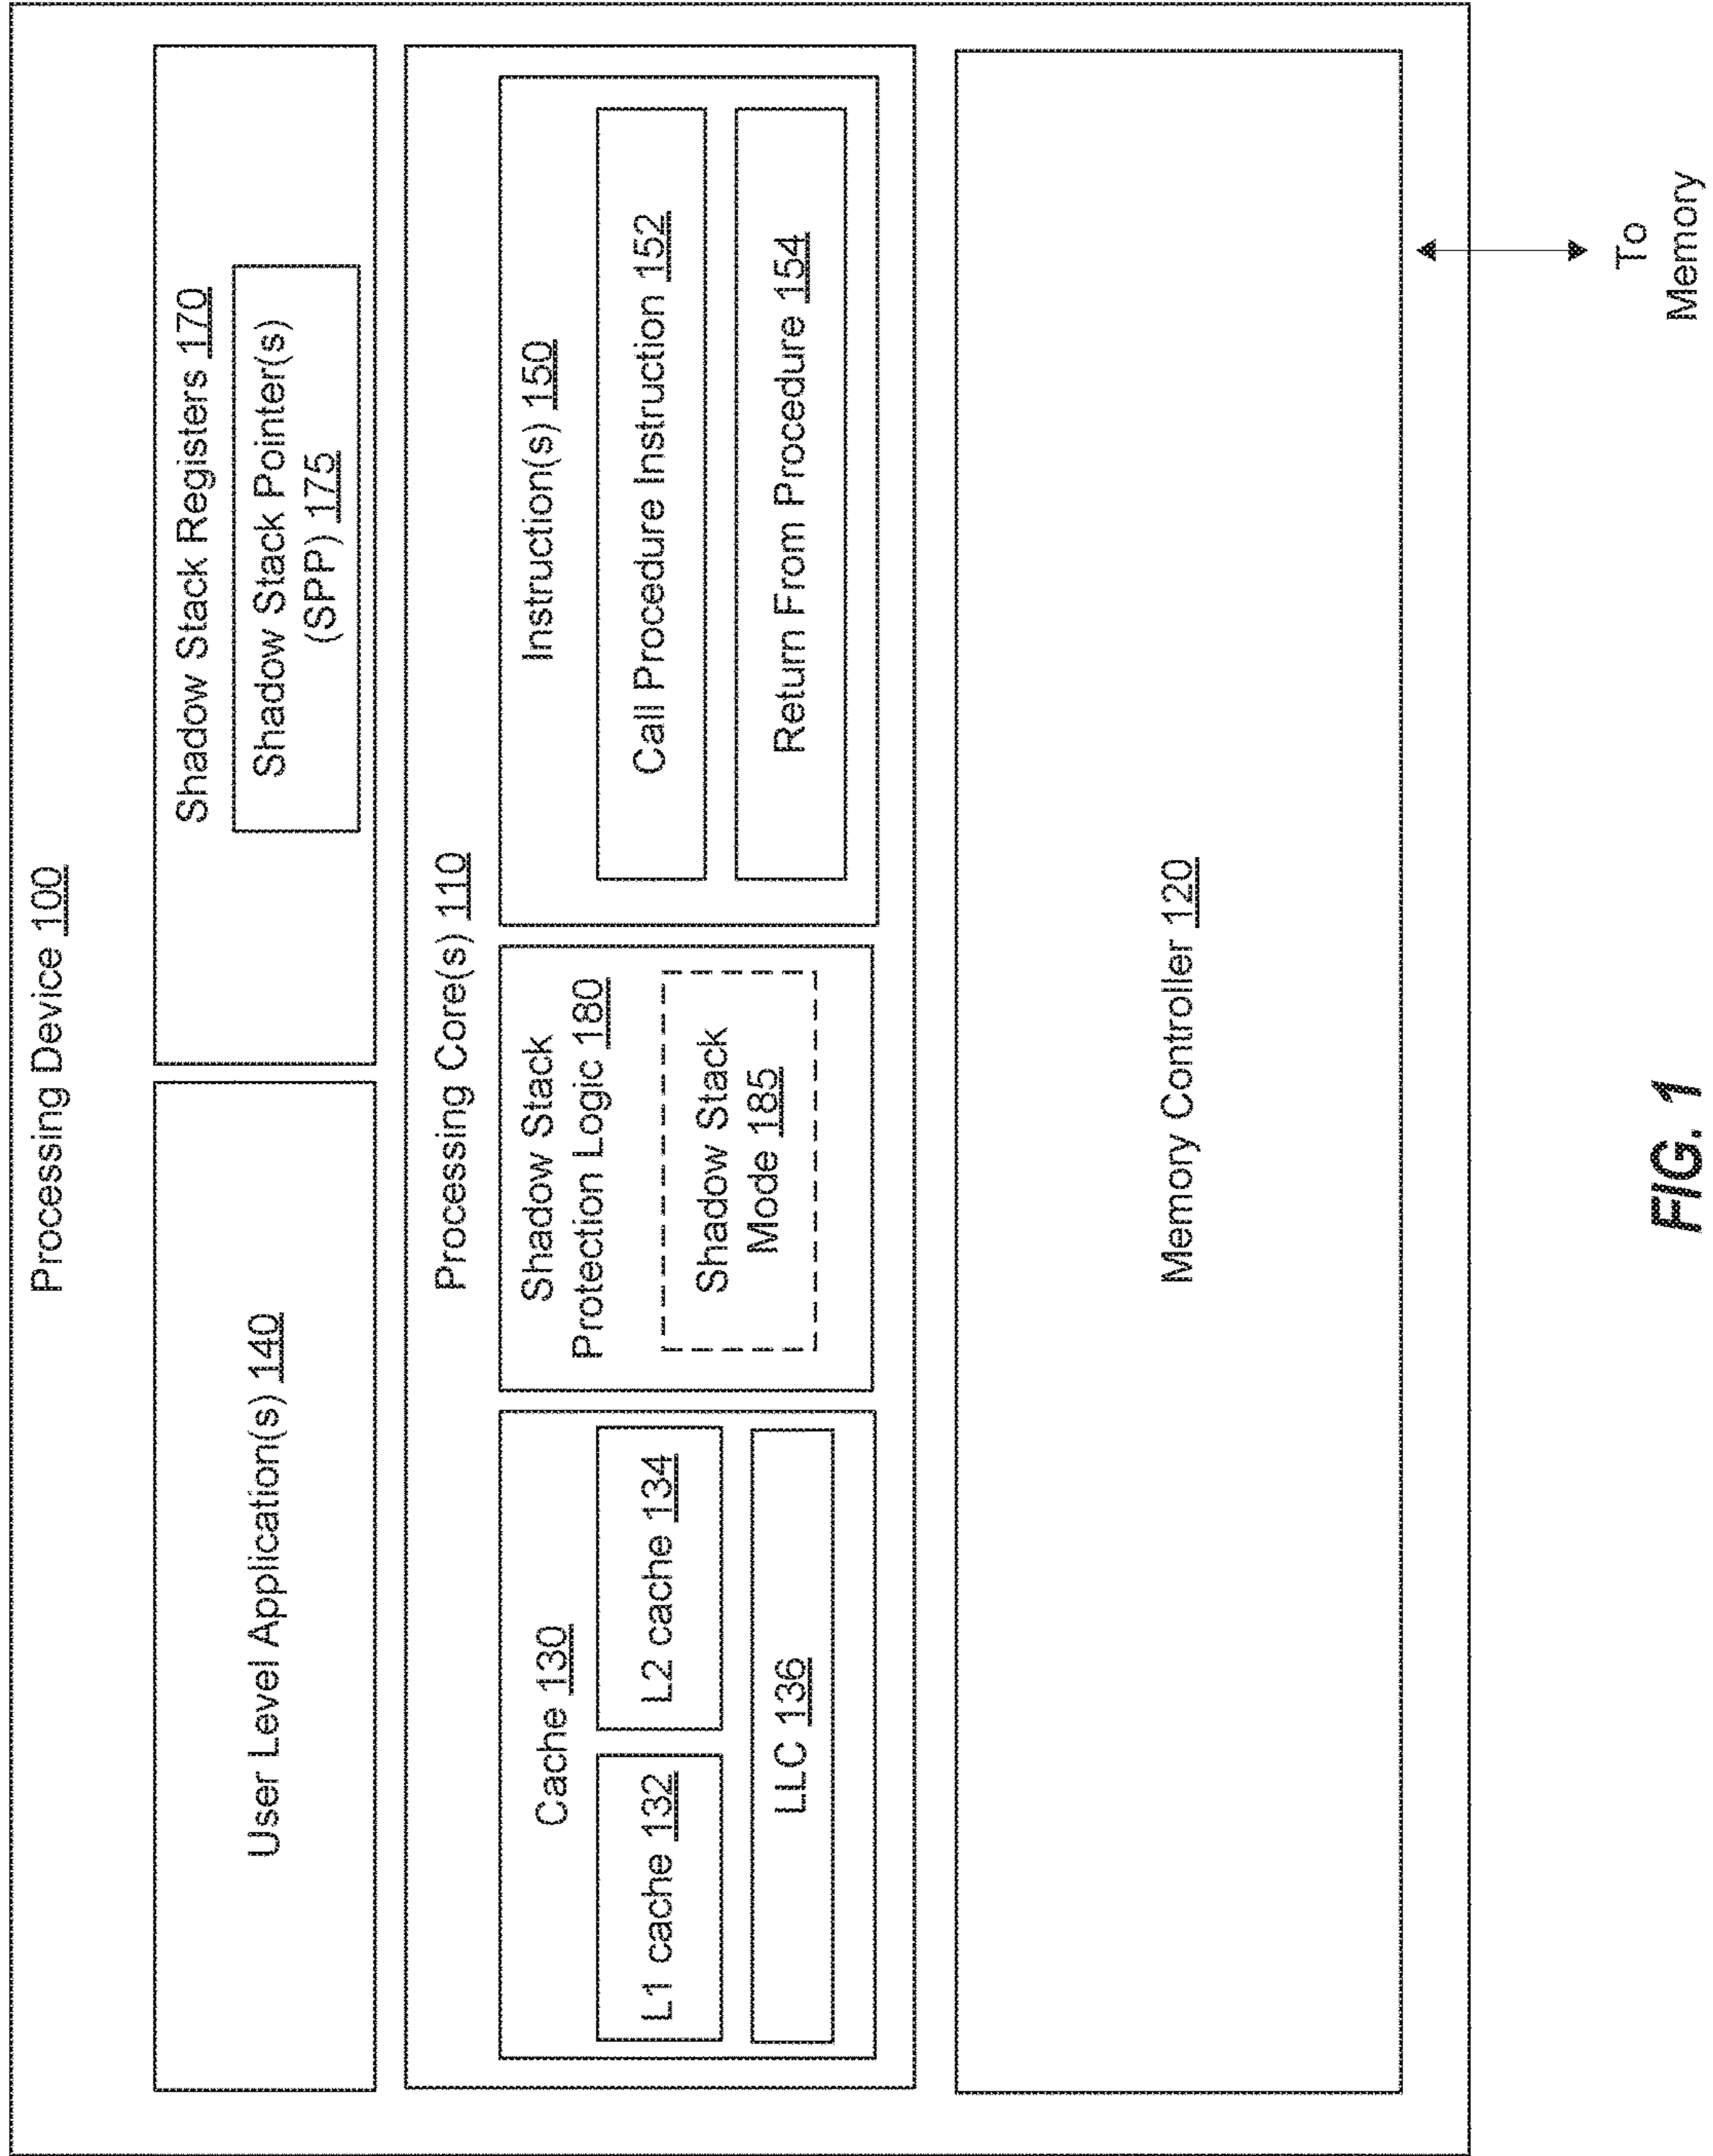 Processing Device 100
User Level Application(s) 140
Shadow Stack Registers 170
Shadow Stack Pointer(s)
(SPP) 175
Processing Core(s) 110
Cache 130
L1 cache 132
L2 cache 134
LLC 136
Shadow Stack
Protection Logic 180
Shadow Stack
Mode 185
Instruction(s) 150
Call Procedure Instruction 152
Return From Procedure 154
Memory Controller 120
To
Memory
FIG. 1